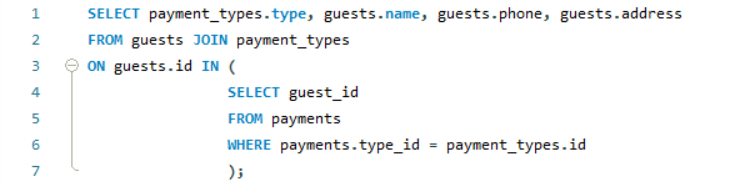 1 SELECT payment_types.type, guests.name, guests.phone, guests.address
2 FROM guests JOIN payment_types
3 ON guests.id IN (
4 SELECT guest_id
5 FROM payments
6 WHERE payments.type_id = payment_types.id
7 );